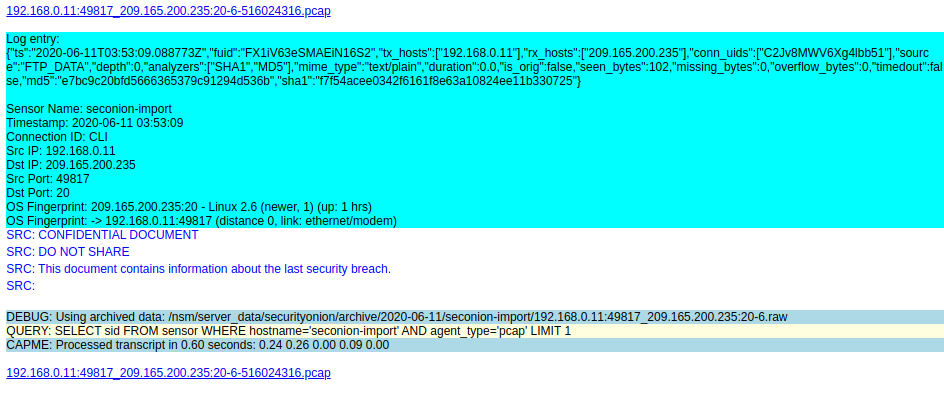 192.168.0.11:49817_209.165.200.235:20-6-516024316.pcap
Log entry:
{"ts":"2020-06-11T03:53:09.088773Z","fuid":"FX1iV63eSMAEiN16S2","tx_hosts":["192.168.0.11"],"rx_hosts":["209.165.200.235"],"conn_uids":["C2Jv8MWV6Xg4lbb51"],"sourc
e":"FTP_DATA","depth":0,"analyzers":["SHA1","MD5"],"mime_type":"text/plain","duration":0.0,"is_orig":false,"seen_bytes":102,"missing_bytes":0,"overflow_bytes":0,"timedout":fal
se,"md5":"e7bc9c20bfd5666365379c91294d536b","sha1":"f7f54acee0342f6161f8e63a10824ee11b330725"}
Sensor Name: seconion-import
Timestamp: 2020-06-11 03:53:09
Connection ID: CLI
Src IP: 192.168.0.11
Dst IP: 209.165.200.235
Src Port: 49817
Dst Port: 20
OS Fingerprint: 209.165.200.235:20 - Linux 2.6 (newer, 1) (up: 1 hrs)
OS Fingerprint: -> 192.168.0.11:49817 (distance 0, link: ethernet/modem)
SRC: CONFIDENTIAL DOCUMENT
SRC: DO NOT SHARE
SRC: This document contains information about the last security breach.
SRC:
DEBUG: Using archived data: /nsm/server_data/securityonion/archive/2020-06-11/seconion-import/192.168.0.11:49817_209.165.200.235:20-6.raw
QUERY: SELECT sid FROM sensor WHERE hostname='seconion-import' AND agent_type='pcap' LIMIT 1
CAPME: Processed transcript in 0.60 seconds: 0.24 0.26 0.00 0.09 0.00
192.168.0.11:49817_209.165.200.235:20-6-516024316.pcap